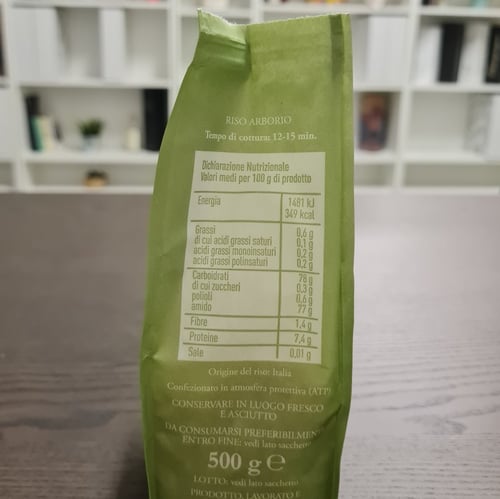 RISO ARBORIO
Tempo di cottura: 12-15 min.
Dichiarazione Nutrizionale
Valori medi per 100 g di prodotto
Energia 1481 kJ
349 kcal
Grassi 0,6 g
di cui acidi grassi saturi 0,1 g
acidi grassi monoinsaturi 0,2 g
acidi grassi polinsaturi 0,2 g
Carboidrati 78 g
di cui zuccheri 0,3 g
polioli 0,6 g
amido 77 g
Fibre 1,4 g
Proteine 7,4 g
Sale 0,01 g
Origine del riso: Italia
Confezionato in atmosfera protettiva (ATP)
CONSERVARE IN LUOGO FRESCO
E ASCIUTTO
DA CONSUMARSI PREFERIBILMEN
ENTRO FINE: vedi lato sacchetto
500 g ℮
LOTTO: vedi lato sacchetto
PRODOTTO, LAVORATO E